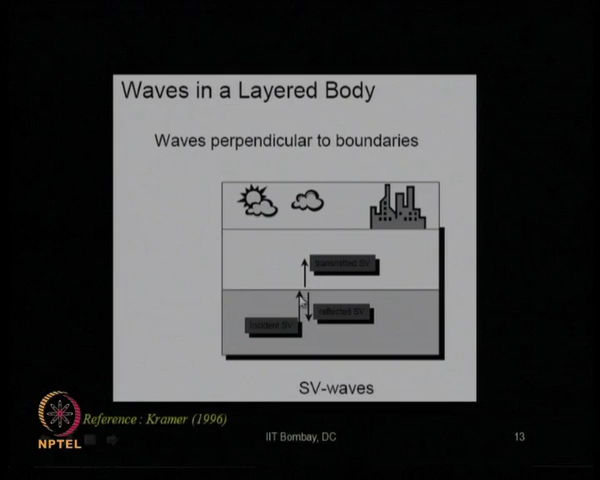 Waves in a Layered Body
Waves perpendicular to boundaries
transmitted SV
reflected SV
incident SV
SV-waves
Reference : Kramer (1996)
NPTEL
IIT Bombay, DC
13